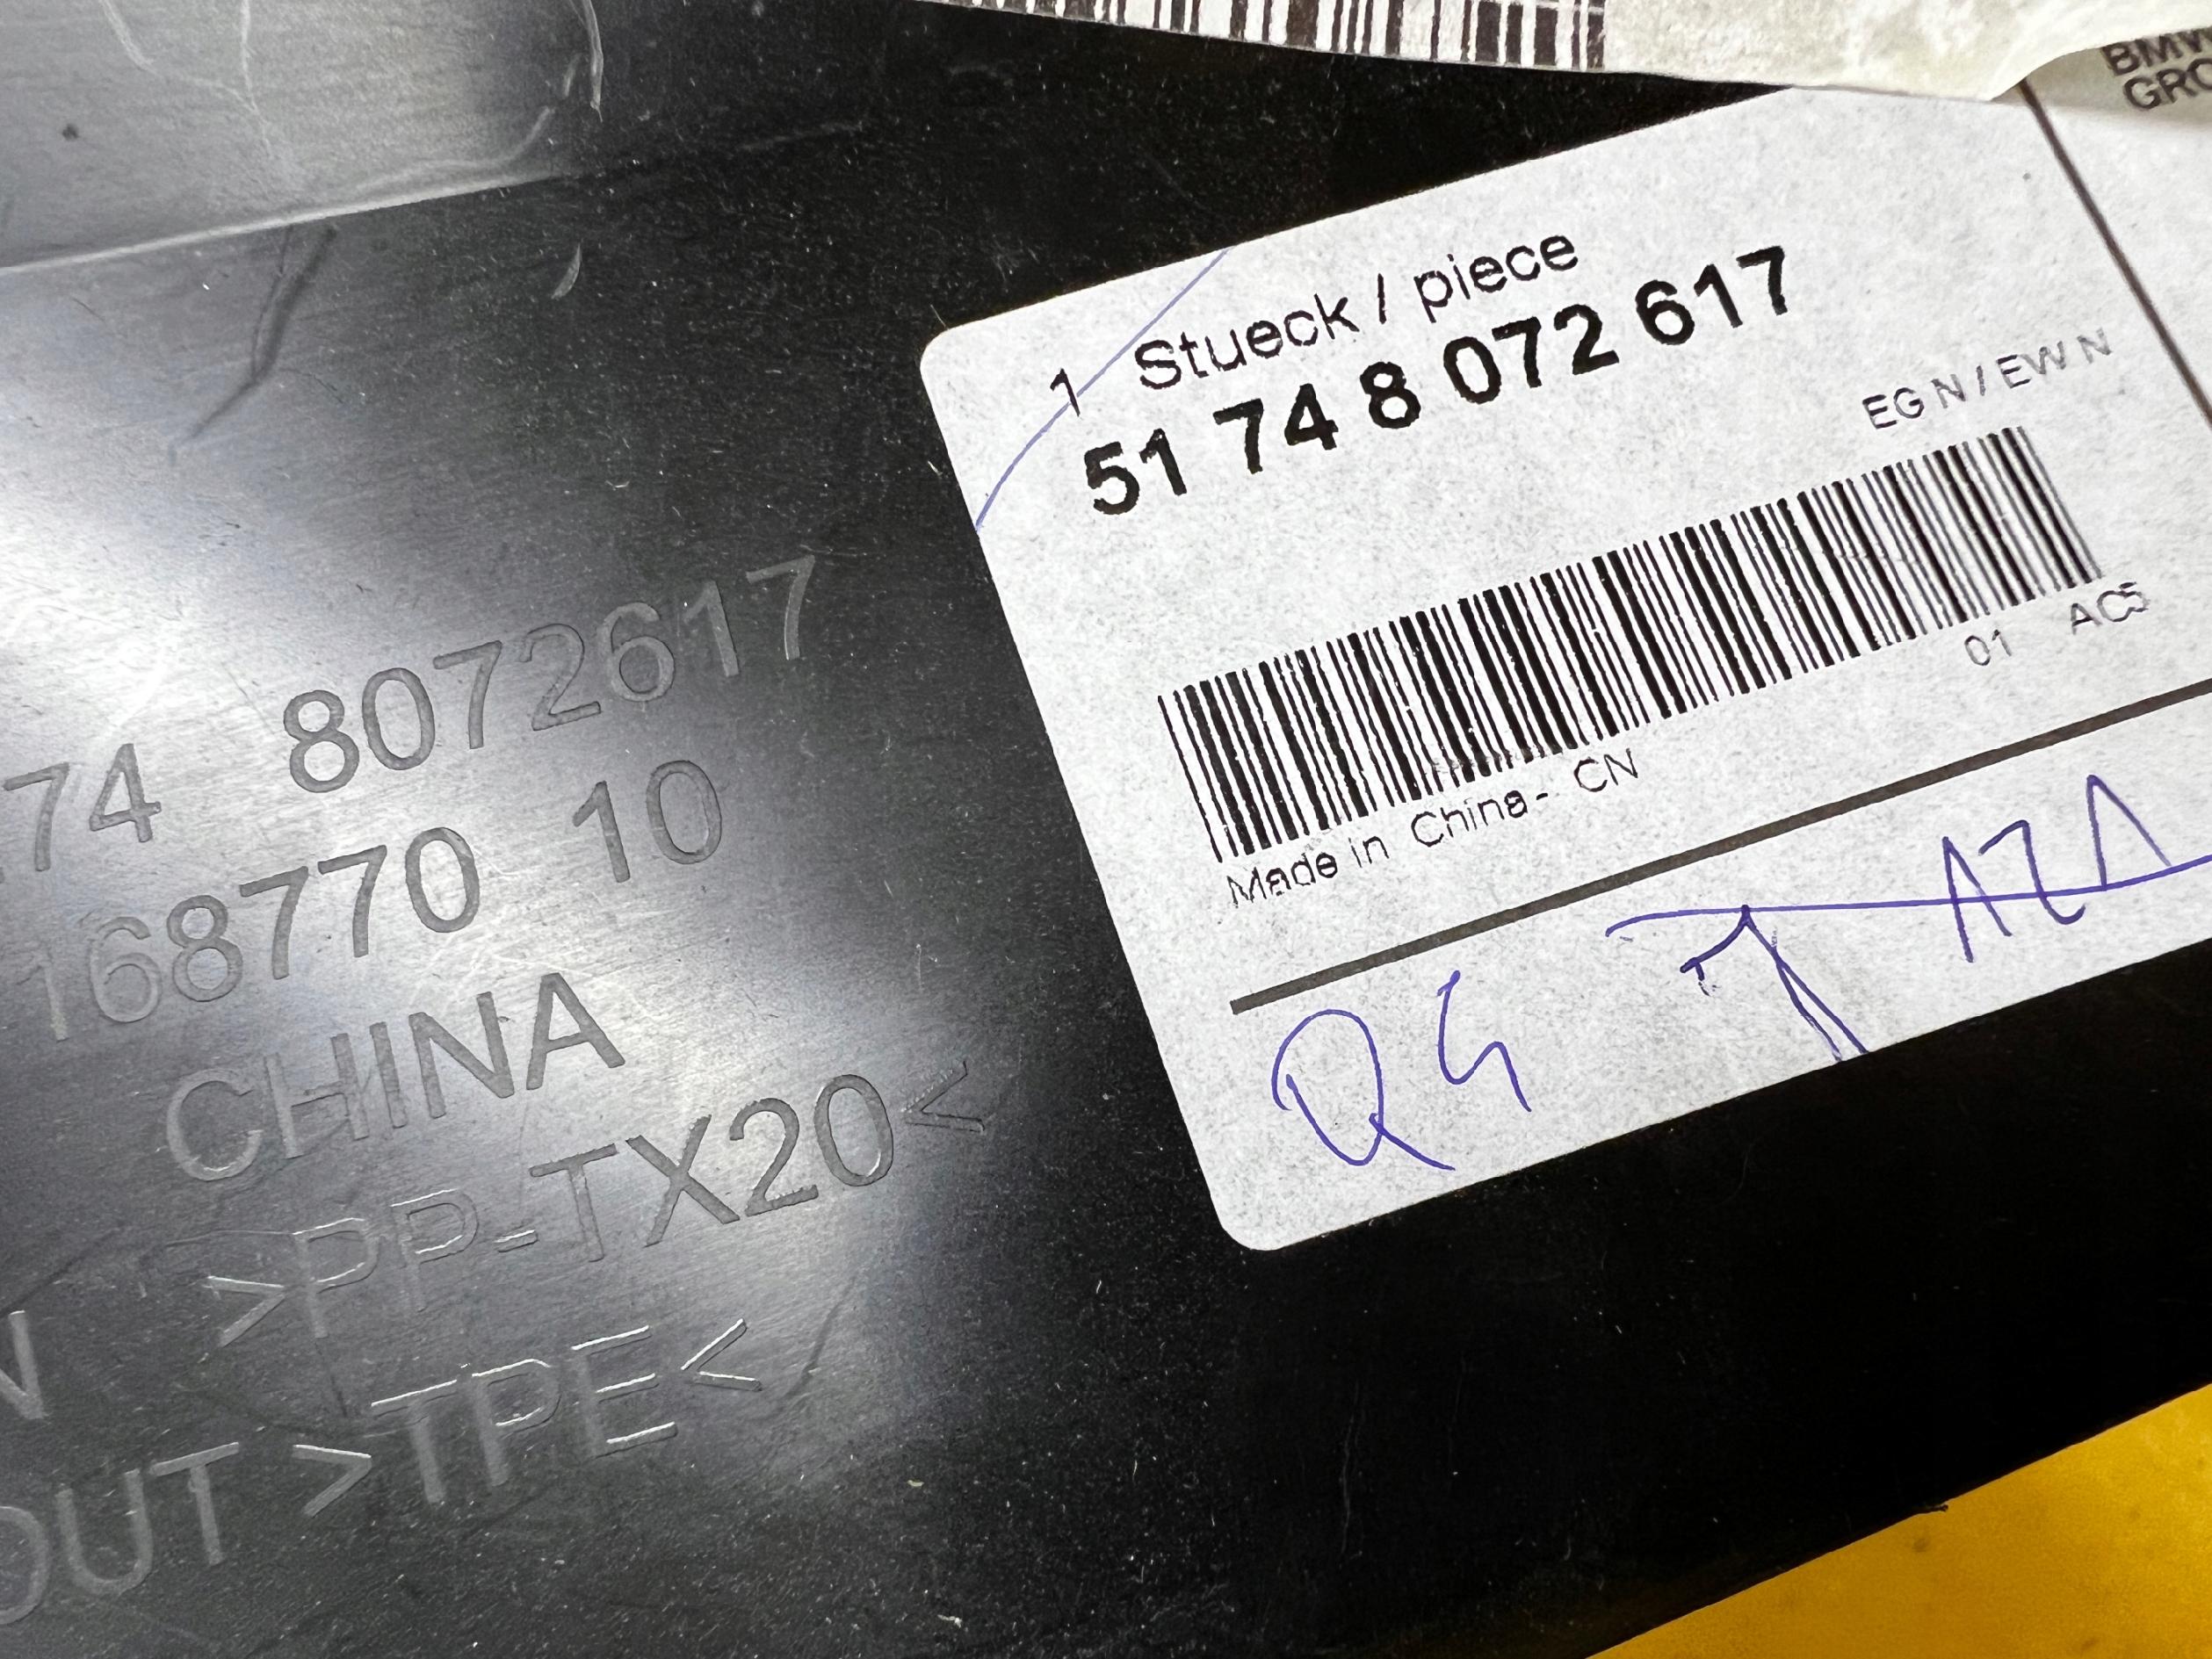 BMW
GRO
1 Stueck / piece
51 74 8 072 617
EG N / EW N
01 AC5
Made in China - CN
74 8072617
168770 10
CHINA
>PP-TX20<
OUT >TPE<